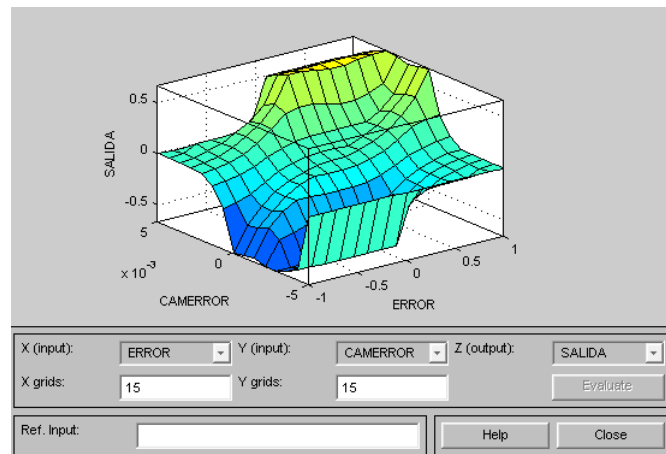 0.5
0
-0.5
SALIDA
5
x 10⁻³
0
-5
CAMERROR
-1
-0.5
0
0.5
1
ERROR
X (input): ERROR Y (input): CAMERROR Z (output): SALIDA
X grids: 15 Y grids: 15 Evaluate
Ref. Input: Help Close